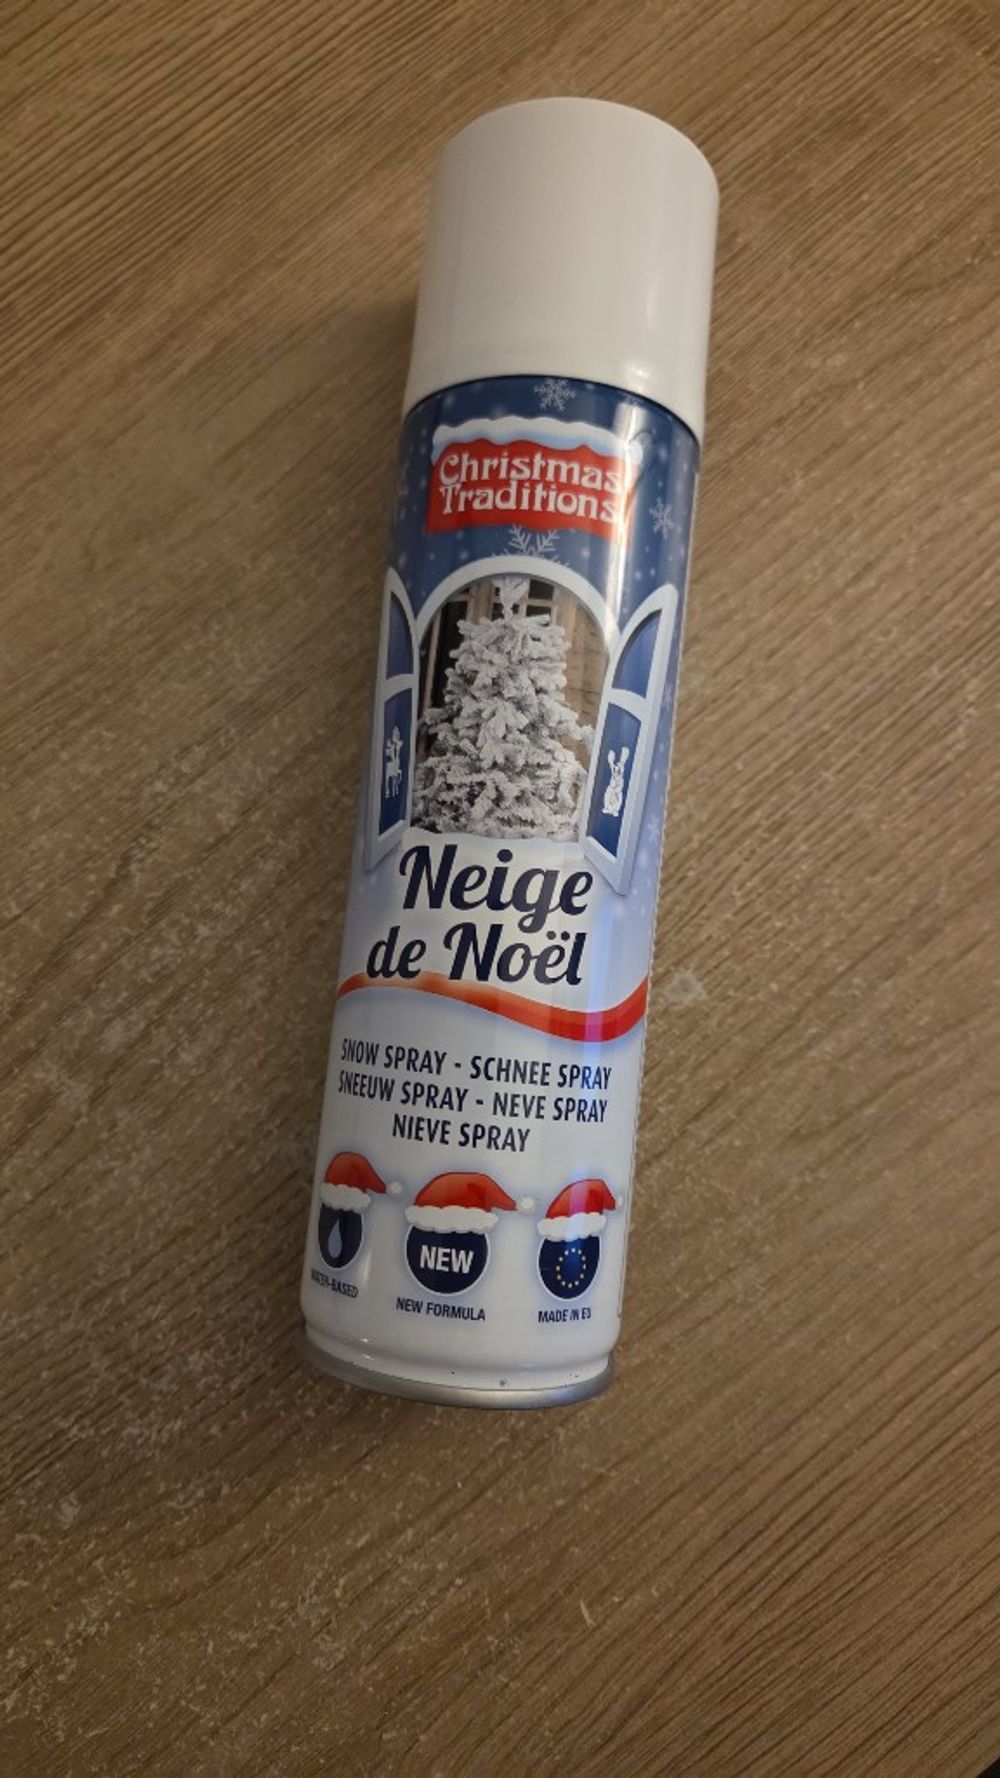 Christmas
Traditions
Neige
de Noël
SNOW SPRAY - SCHNEE SPRAY
SNEEUW SPRAY - NEVE SPRAY
NIEVE SPRAY
NEW
WATER-BASED
NEW FORMULA
MADE IN EU